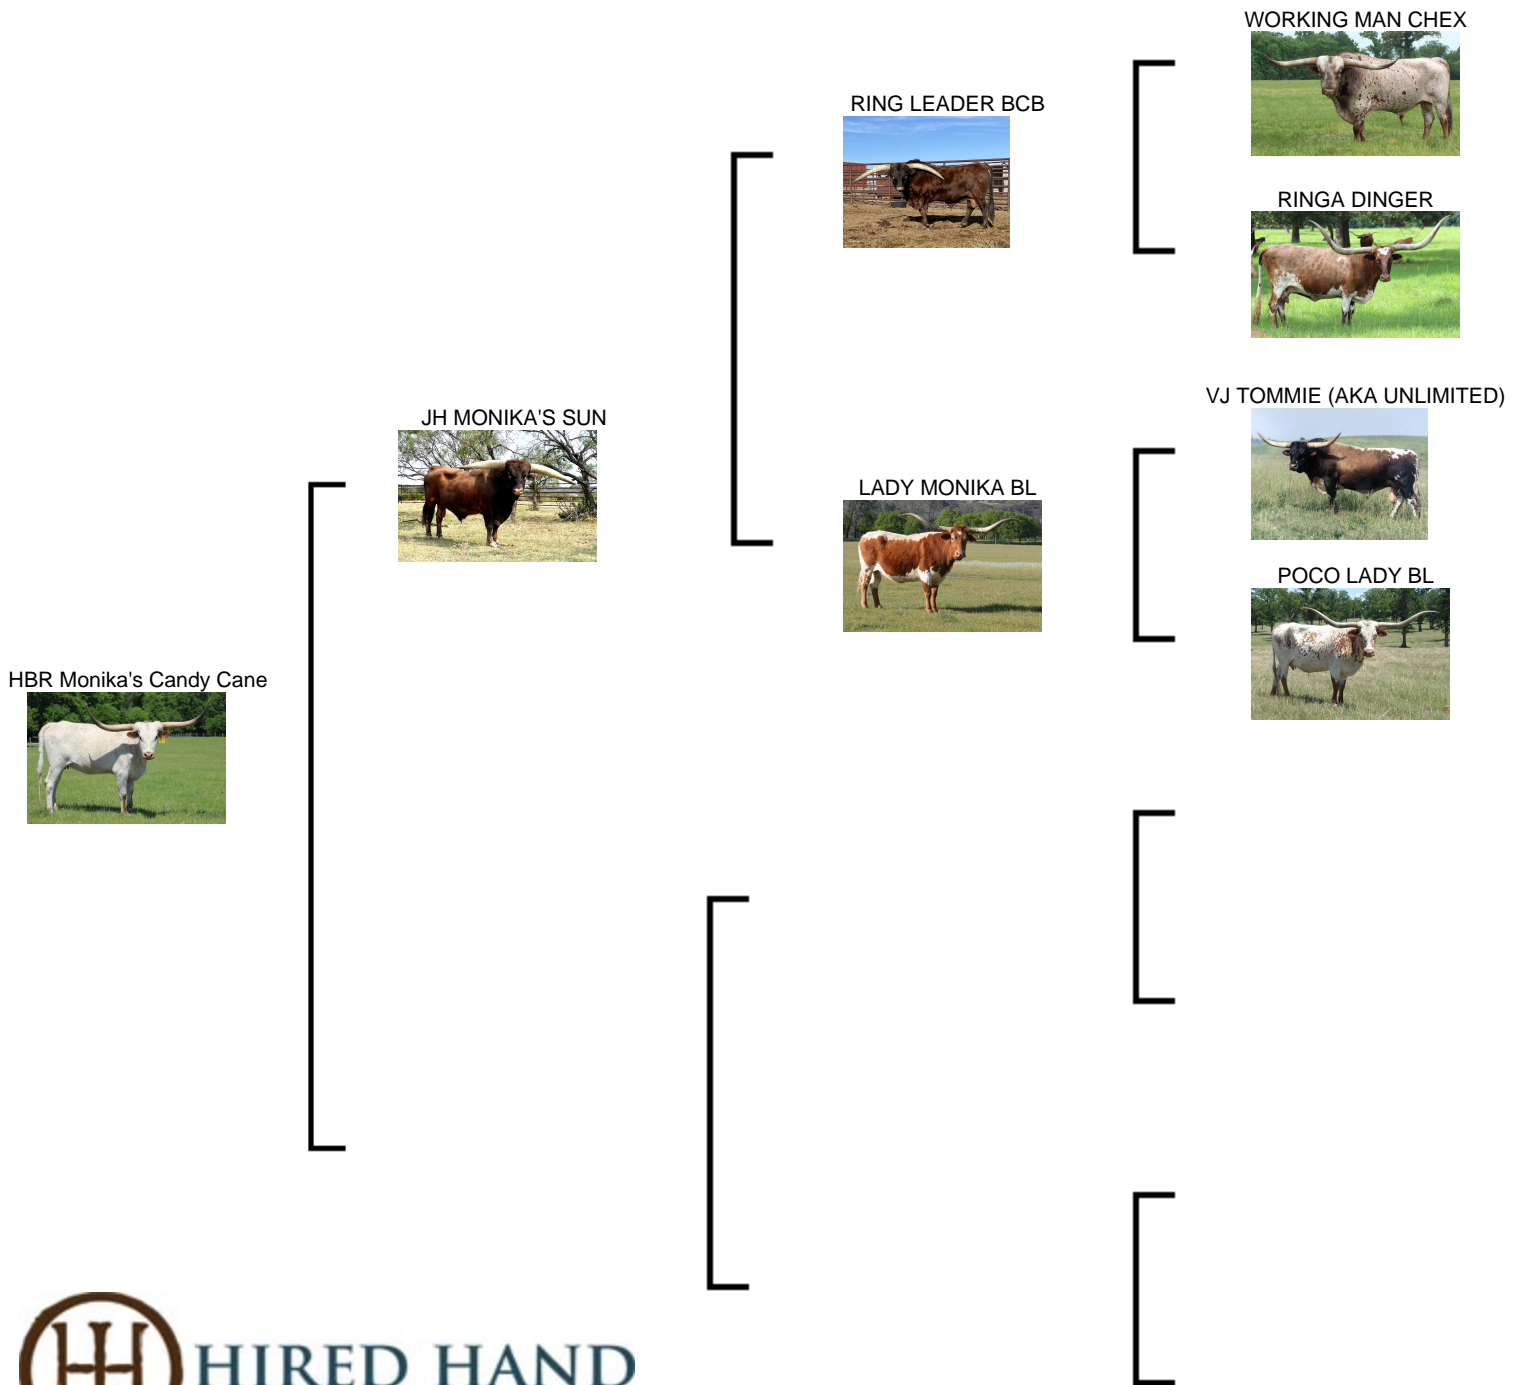 WORKING MAN CHEX
RING LEADER BCB
RINGA DINGER
VJ TOMMIE (AKA UNLIMITED)
JH MONIKA'S SUN
LADY MONIKA BL
POCO LADY BL
HBR Monika's Candy Cane
HIRED HAND